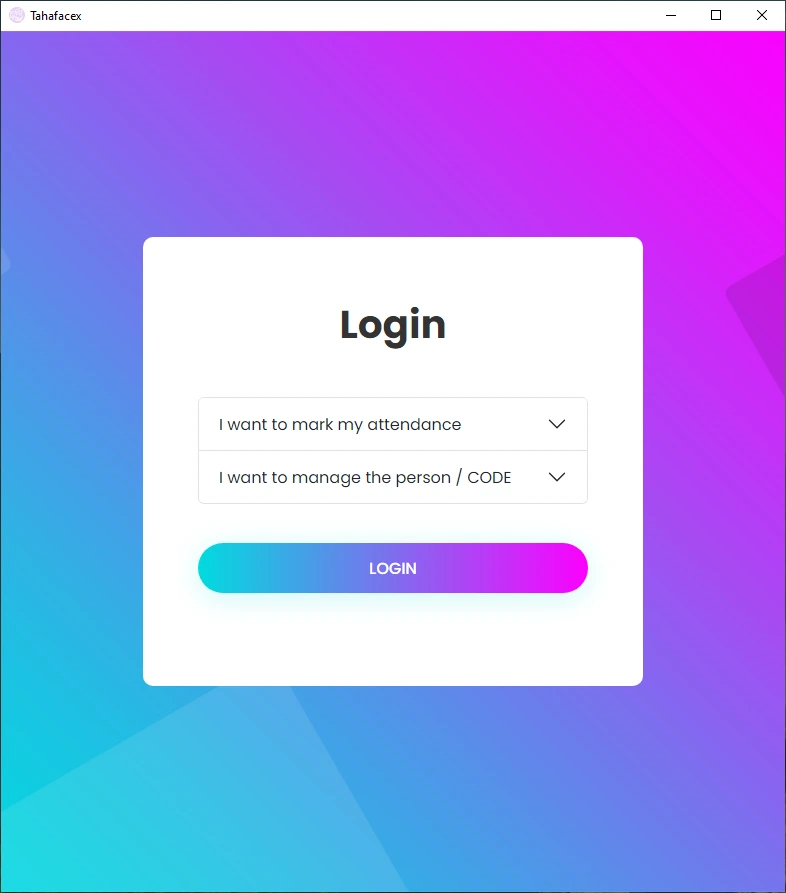 Tahafacex
Login
I want to mark my attendance
I want to manage the person / CODE
LOGIN